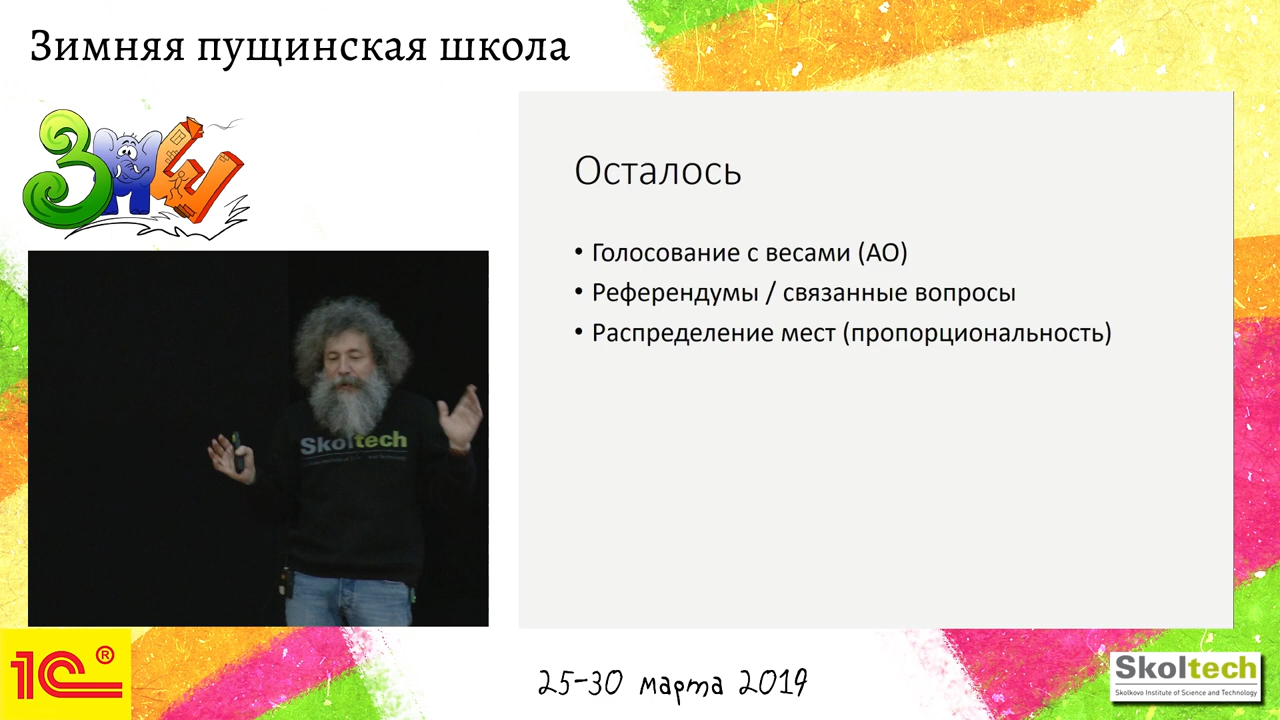 Зимняя пущинская школа
ЗПШ
Осталось
• Голосование с весами (АО)
• Референдумы / связанные вопросы
• Распределение мест (пропорциональность)
Skoltech
1С®
25-30 марта 2019
Skoltech
Skolkovo Institute of Science and Technology